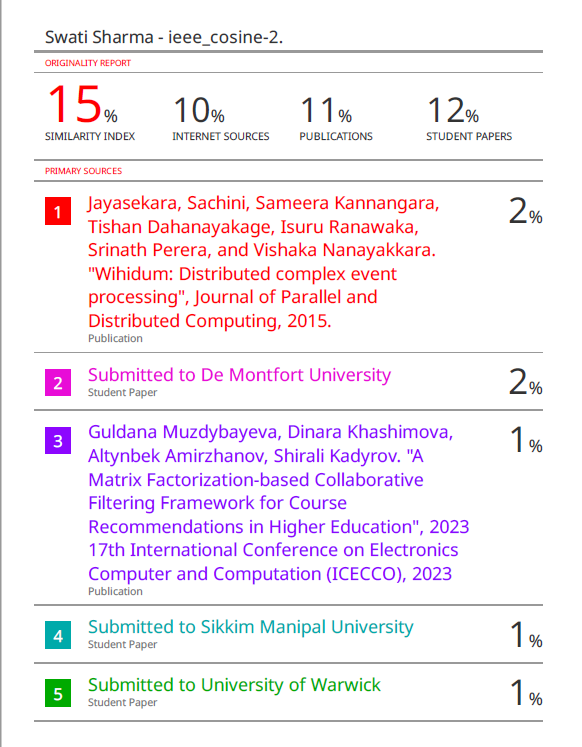 Swati Sharma - ieee_cosine-2.
ORIGINALITY REPORT
15%
SIMILARITY INDEX
10%
INTERNET SOURCES
11%
PUBLICATIONS
12%
STUDENT PAPERS
PRIMARY SOURCES
1
Jayasekara, Sachini, Sameera Kannangara,
Tishan Dahanayakage, Isuru Ranawaka,
Srinath Perera, and Vishaka Nanayakkara.
"Wihidum: Distributed complex event
processing", Journal of Parallel and
Distributed Computing, 2015.
Publication
2%
2
Submitted to De Montfort University
Student Paper
2%
3
Guldana Muzdybayeva, Dinara Khashimova,
Altynbek Amirzhanov, Shirali Kadyrov. "A
Matrix Factorization-based Collaborative
Filtering Framework for Course
Recommendations in Higher Education", 2023
17th International Conference on Electronics
Computer and Computation (ICECCO), 2023
Publication
1%
4
Submitted to Sikkim Manipal University
Student Paper
1%
5
Submitted to University of Warwick
Student Paper
1%